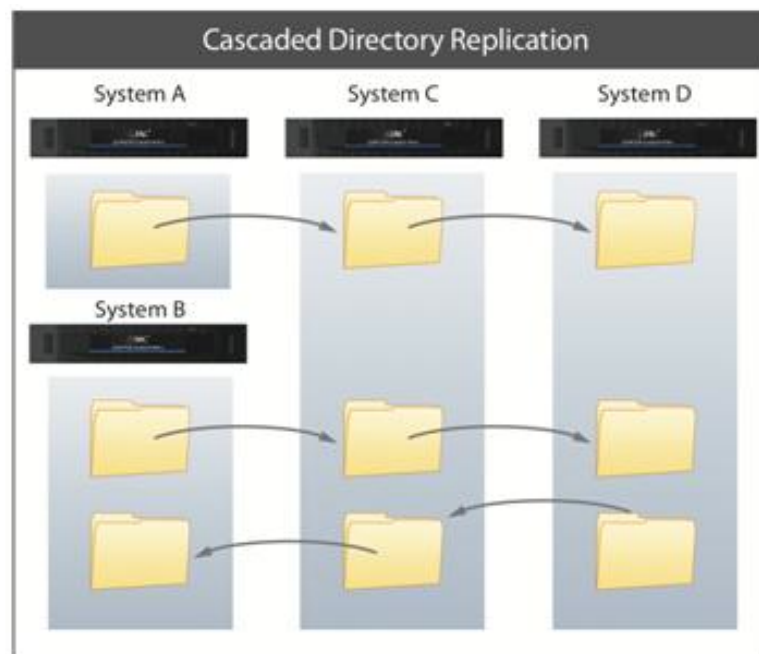 Cascaded Directory Replication
System A
System C
System D
System B